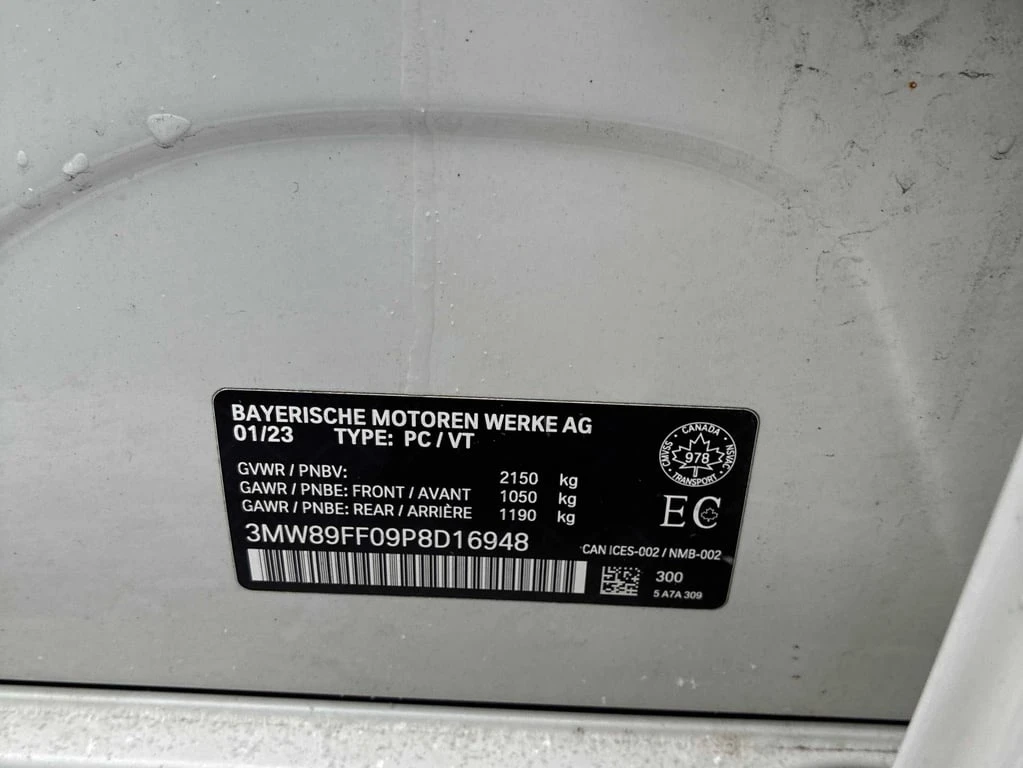 BAYERISCHE MOTOREN WERKE AG
01/23 TYPE: PC / VT
GVWR / PNBV: 2150 kg
GAWR / PNBE: FRONT / AVANT 1050 kg
GAWR / PNBE: REAR / ARRIÈRE 1190 kg
3MW89FF09P8D16948
CANADA
CMVSS 978 NSVAC
TRANSPORT
EC
CAN ICES-002 / NMB-002
300
5 A7A 309